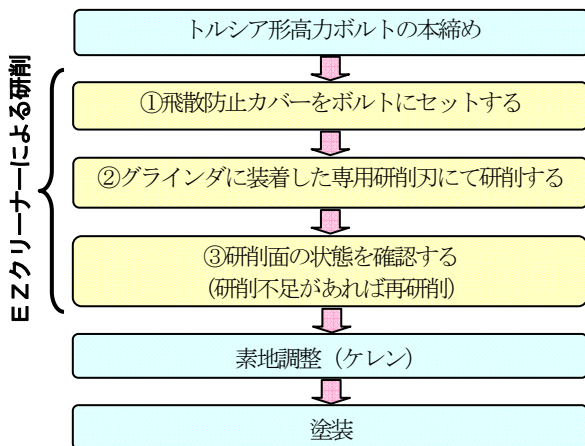 トルシア形高力ボルトの本締め
EZクリーナーによる研削
①飛散防止カバーをボルトにセットする
②グラインダに装着した専用研削刃にて研削する
③研削面の状態を確認する
(研削不足があれば再研削)
素地調整（ケレン）
塗装